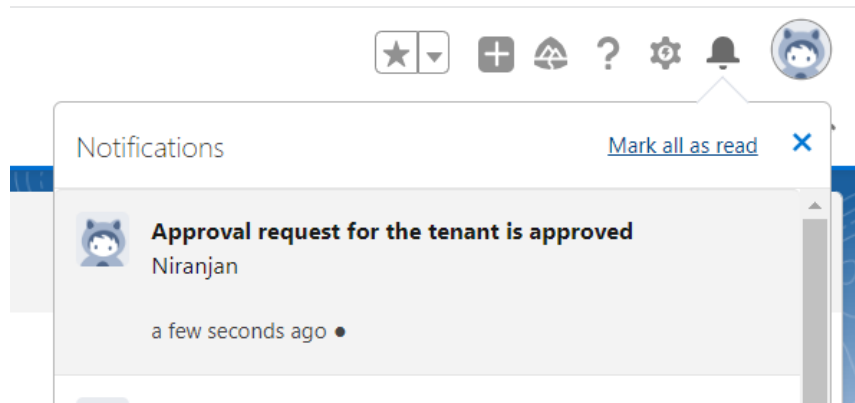 Notifications
Mark all as read
Approval request for the tenant is approved
Niranjan
a few seconds ago